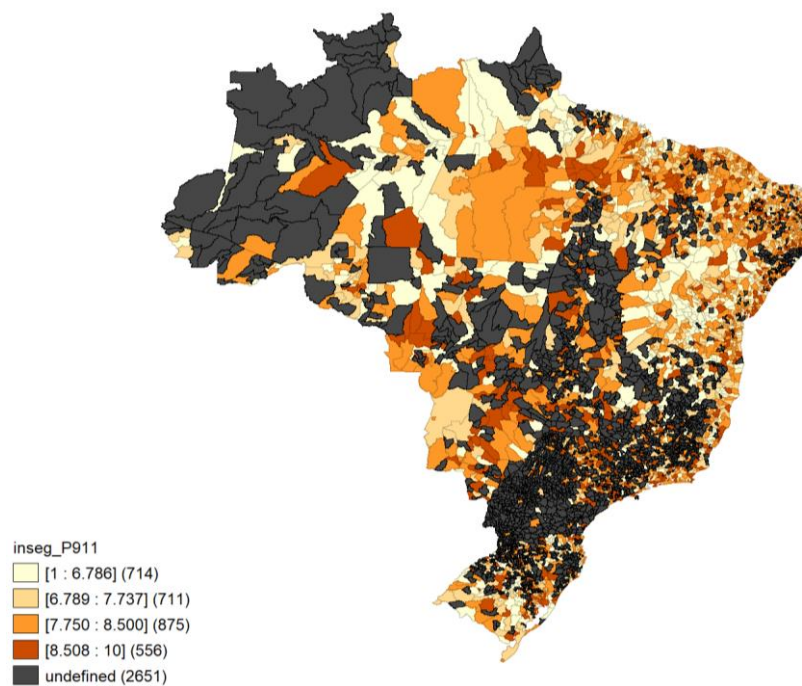 inseg_P911
[1 : 6.786] (714)
[6.789 : 7.737] (711)
[7.750 : 8.500] (875)
[8.508 : 10] (556)
undefined (2651)